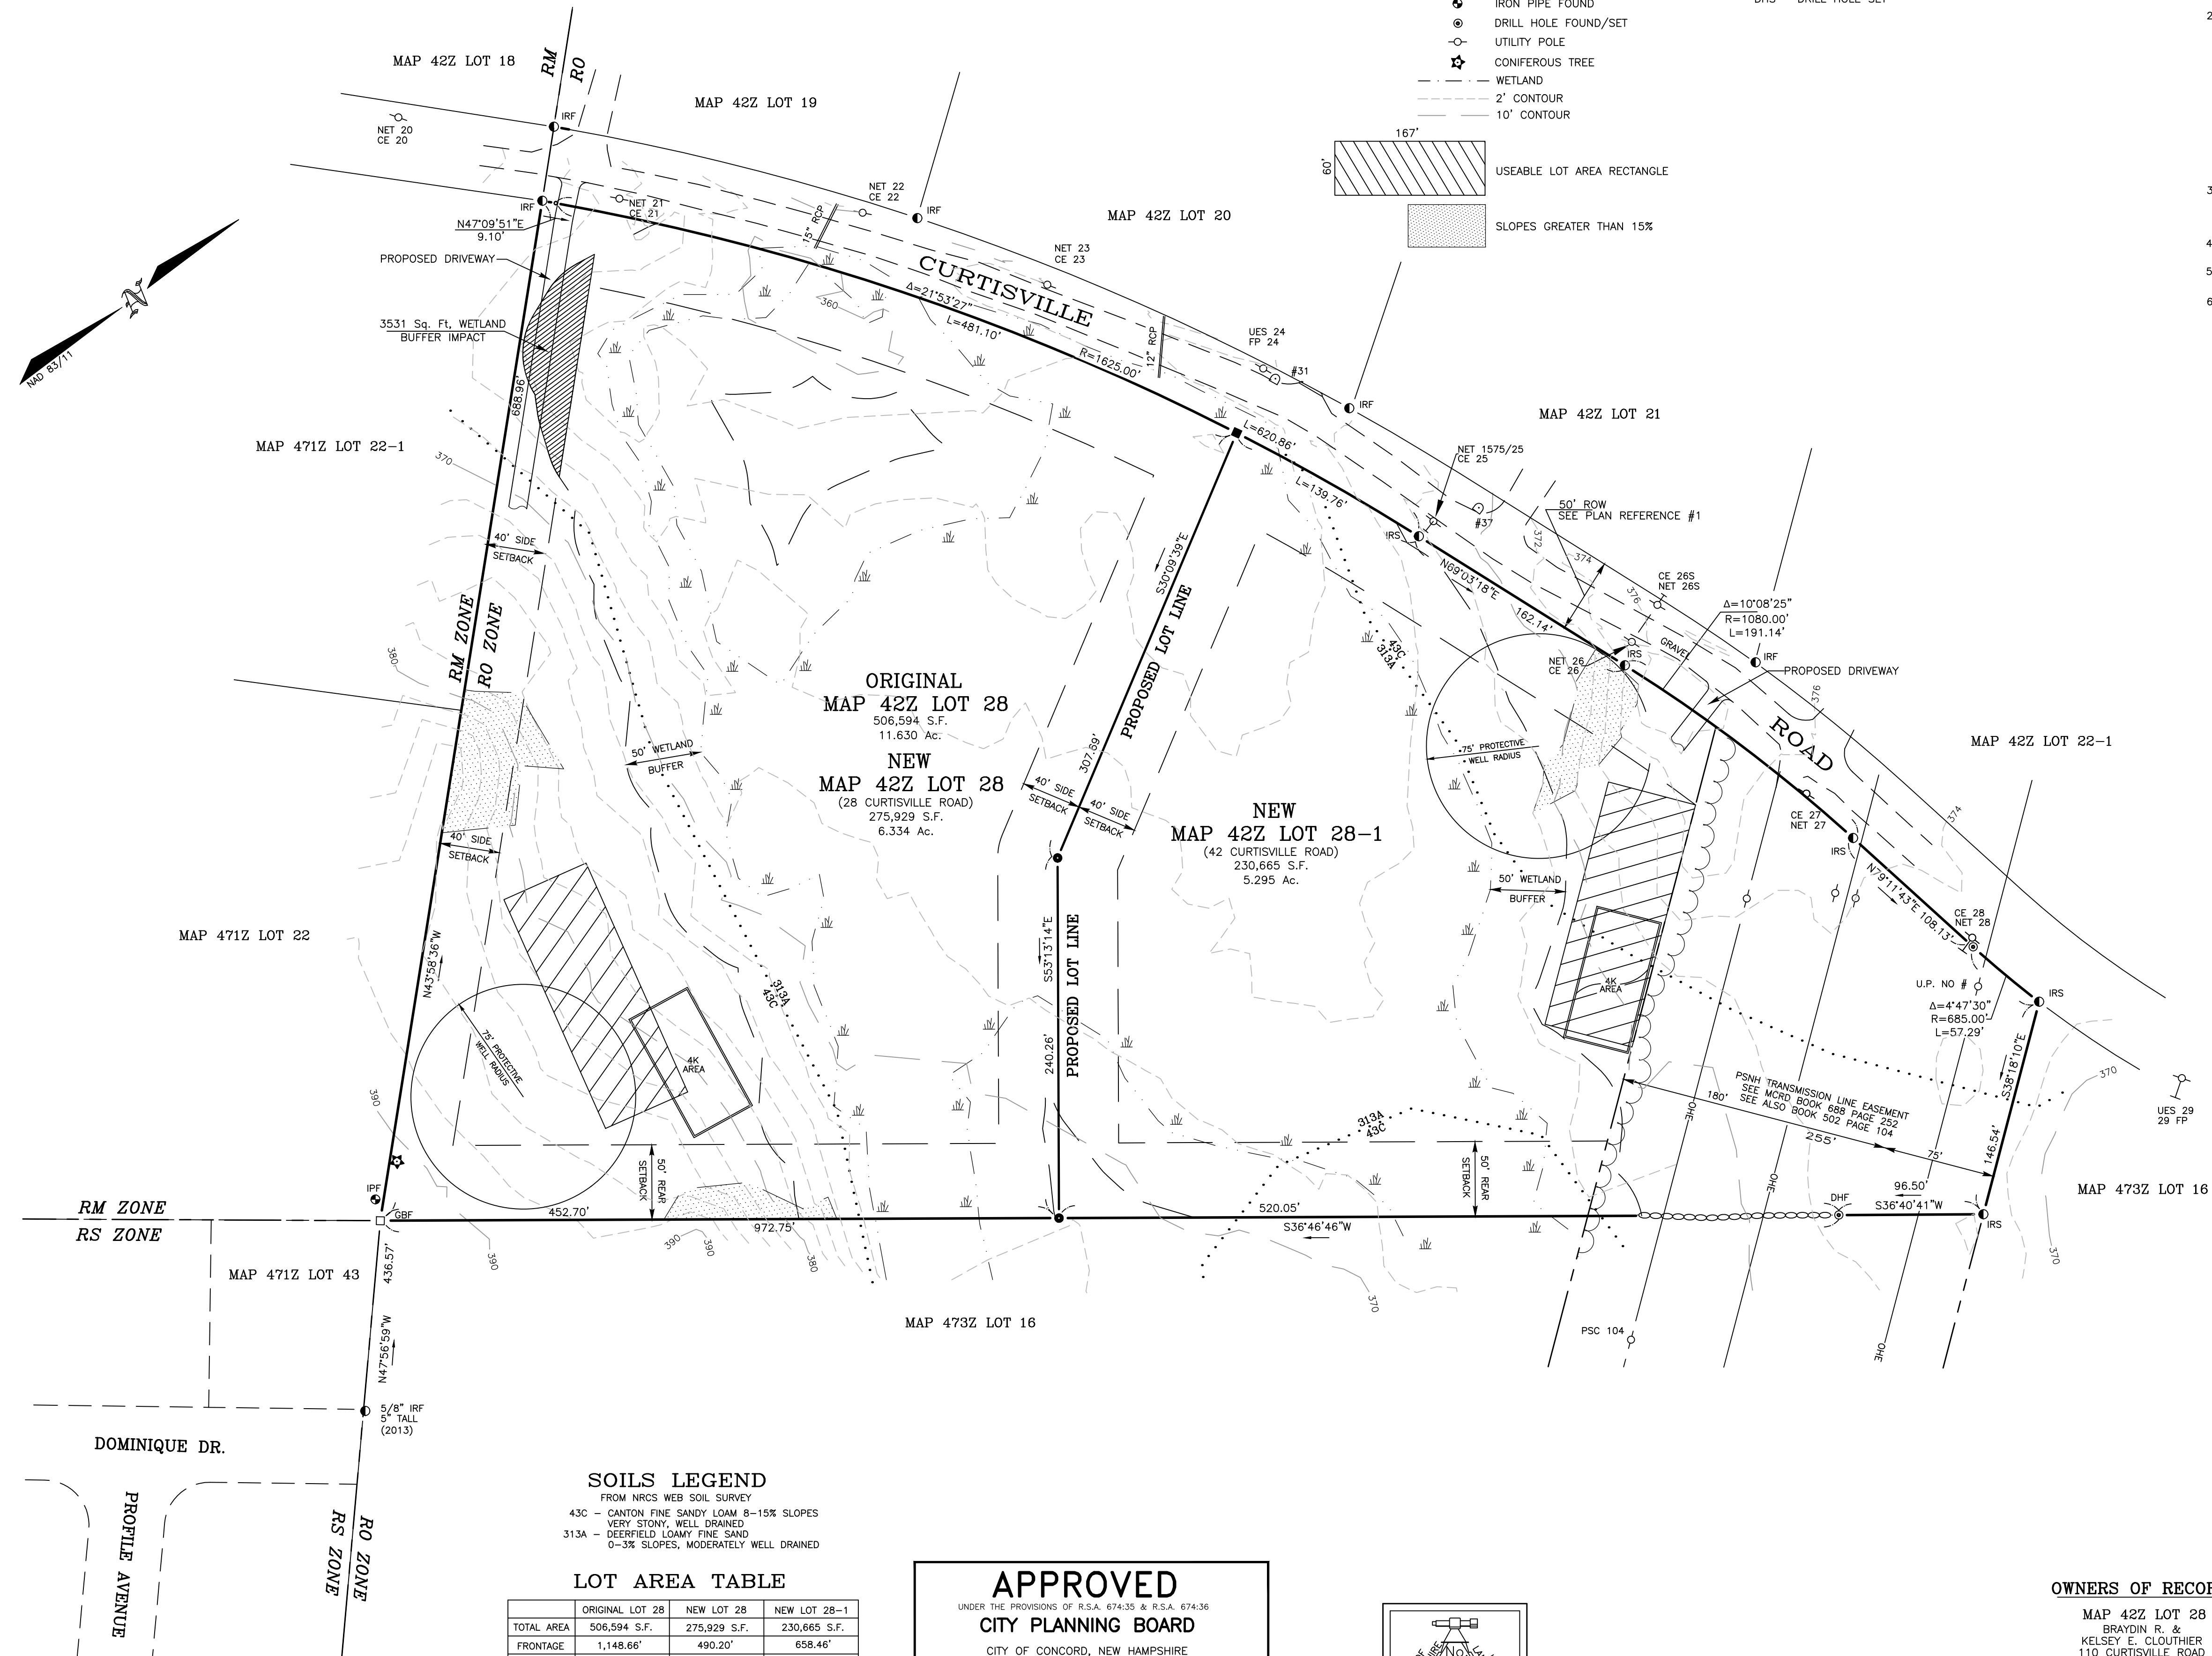 IRON PIPE FOUND
DRILL HOLE FOUND/SET
UTILITY POLE
CONIFEROUS TREE
WETLAND
2' CONTOUR
10' CONTOUR
167'
60'
USEABLE LOT AREA RECTANGLE
SLOPES GREATER THAN 15%
MAP 42Z LOT 18
RM
RO
MAP 42Z LOT 19
IRF
NET 20
CE 20
NET 22
CE 22
IRF
MAP 42Z LOT 20
IRF
NET 21
CE 21
15" RCP
N47°09'51"E
9.10'
PROPOSED DRIVEWAY
NET 23
CE 23
CURTISVILLE
360
Δ=21°53'27"
L=481.10'
R=1625.00'
12" RCP
UES 24
FP 24
#31
IRF
3531 Sq. Ft, WETLAND
BUFFER IMPACT
NAD 83/11
688.96'
MAP 42Z LOT 21
MAP 471Z LOT 22-1
370
L=620.86'
L=139.76'
NET 1575/25
CE 25
#37
IRS
50' ROW
SEE PLAN REFERENCE #1
372
374
376
N69°03'18"E
162.14'
CE 26S
NET 26S
Δ=10°08'25"
R=1080.00'
L=191.14'
GRAVEL
IRF
NET 26
CE 26
IRS
PROPOSED DRIVEWAY
376
40' SIDE
SETBACK
S30°09'39"E
PROPOSED LOT LINE
307.69'
RM ZONE
RO ZONE
380
43C
313A
ORIGINAL
MAP 42Z LOT 28
506,594 S.F.
11.630 Ac.
NEW
MAP 42Z LOT 28
(28 CURTISVILLE ROAD)
275,929 S.F.
6.334 Ac.
50' WETLAND
BUFFER
75' PROTECTIVE
WELL RADIUS
ROAD
MAP 42Z LOT 22-1
40' SIDE
SETBACK
40' SIDE
SETBACK
NEW
MAP 42Z LOT 28-1
(42 CURTISVILLE ROAD)
230,665 S.F.
5.295 Ac.
CE 27
NET 27
IRS
374
40' SIDE
SETBACK
50' WETLAND
BUFFER
N79°11'43"E 108.13'
CE 28
NET 28
MAP 471Z LOT 22
N43°58'36"W
S53°13'14"E
240.26'
PROPOSED LOT LINE
313A
43C
4K
AREA
U.P. NO #
Δ=4°47'30"
R=685.00'
L=57.29'
IRS
75' PROTECTIVE
WELL RADIUS
4K
AREA
390
S38°18'10"E
146.54'
370
UES 29
29 FP
PSNH TRANSMISSION LINE EASEMENT
SEE MCRD BOOK 688 PAGE 252
SEE ALSO BOOK 502 PAGE 104
180'
255'
75'
OHE
313A
43C
IPF
GBF
50' REAR
SETBACK
50' REAR
SETBACK
OHE
DHF
96.50'
S36°40'41"W
IRS
MAP 473Z LOT 16
RM ZONE
RS ZONE
452.70'
972.75'
520.05'
S36°46'46"W
390
390
390
380
370
370
436.57'
MAP 471Z LOT 43
MAP 473Z LOT 16
PSC 104
OHE
N47°56'59"W
5/8" IRF
5" TALL
(2013)
DOMINIQUE DR.
PROFILE AVENUE
RS ZONE
RO ZONE
SOILS LEGEND
FROM NRCS WEB SOIL SURVEY
43C - CANTON FINE SANDY LOAM 8-15% SLOPES
VERY STONY, WELL DRAINED
313A - DEERFIELD LOAMY FINE SAND
0-3% SLOPES, MODERATELY WELL DRAINED
LOT AREA TABLE
ORIGINAL LOT 28 NEW LOT 28 NEW LOT 28-1
TOTAL AREA 506,594 S.F. 275,929 S.F. 230,665 S.F.
FRONTAGE 1,148.66' 490.20' 658.46'
APPROVED
UNDER THE PROVISIONS OF R.S.A. 674:35 & R.S.A. 674:36
CITY PLANNING BOARD
CITY OF CONCORD, NEW HAMPSHIRE
No.
OWNERS OF RECOR
MAP 42Z LOT 28
BRAYDIN R. &
KELSEY E. CLOUTHIER
110 CURTISVILLE ROAD